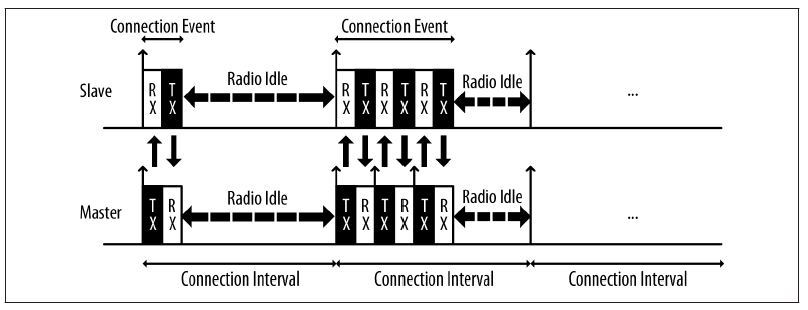 Connection Event
Connection Event
Slave
R X
T X
Radio Idle
R X
T X
R X
T X
R X
T X
Radio Idle
...
Master
T X
R X
Radio Idle
T X
R X
T X
R X
T X
R X
Radio Idle
...
Connection Interval
Connection Interval
Connection Interval